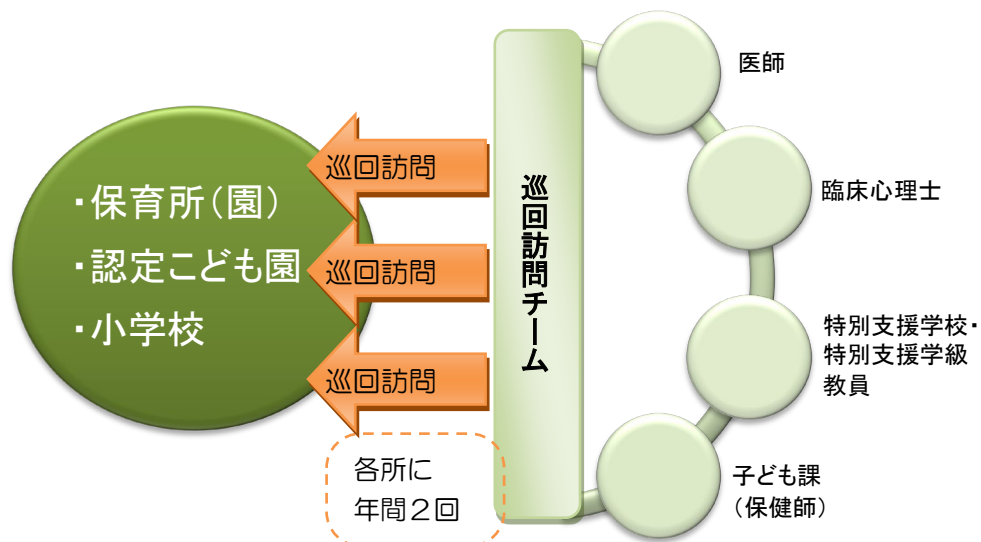 ・保育所（園）
・認定こども園
・小学校
巡回訪問
巡回訪問
巡回訪問
各所に
年間２回
巡回訪問チーム
医師
臨床心理士
特別支援学校・
特別支援学級
教員
子ども課
（保健師）